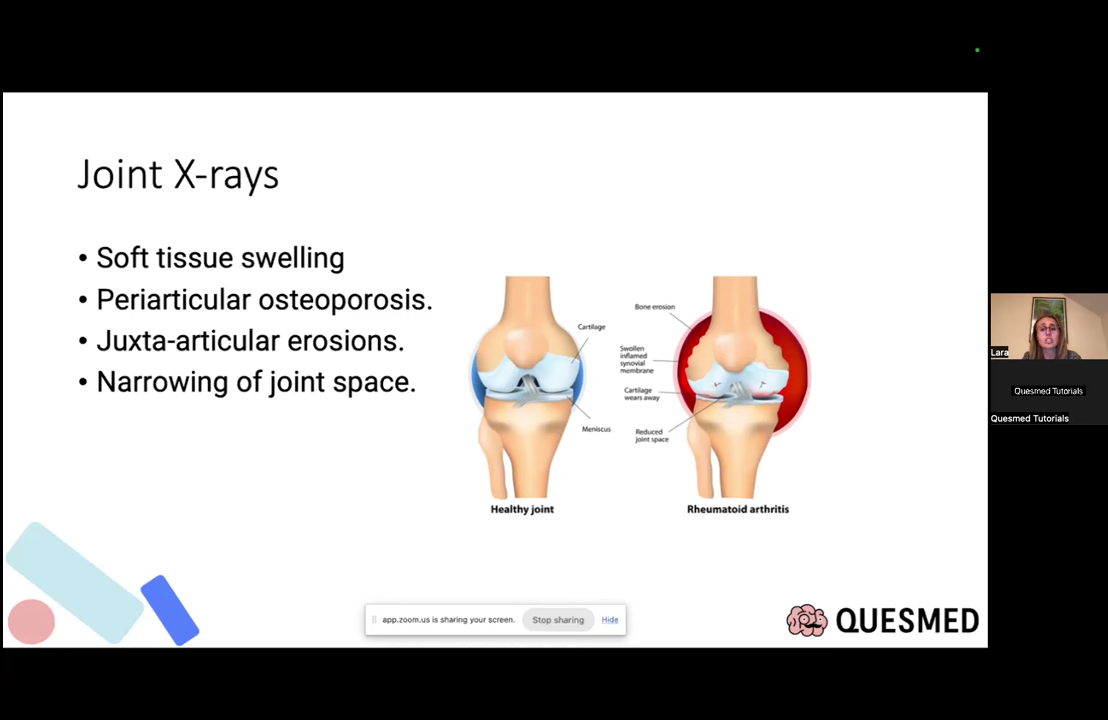 Joint X-rays
• Soft tissue swelling
• Periarticular osteoporosis.
• Juxta-articular erosions.
• Narrowing of joint space.
Cartilage
Meniscus
Healthy joint
Bone erosion
Swollen
inflamed
synovial
membrane
Cartilage
wears away
Reduced
joint space
Rheumatoid arthritis
Lara
Quesmed Tutorials
Quesmed Tutorials
app.zoom.us is sharing your screen.
Stop sharing
Hide
QUESMED